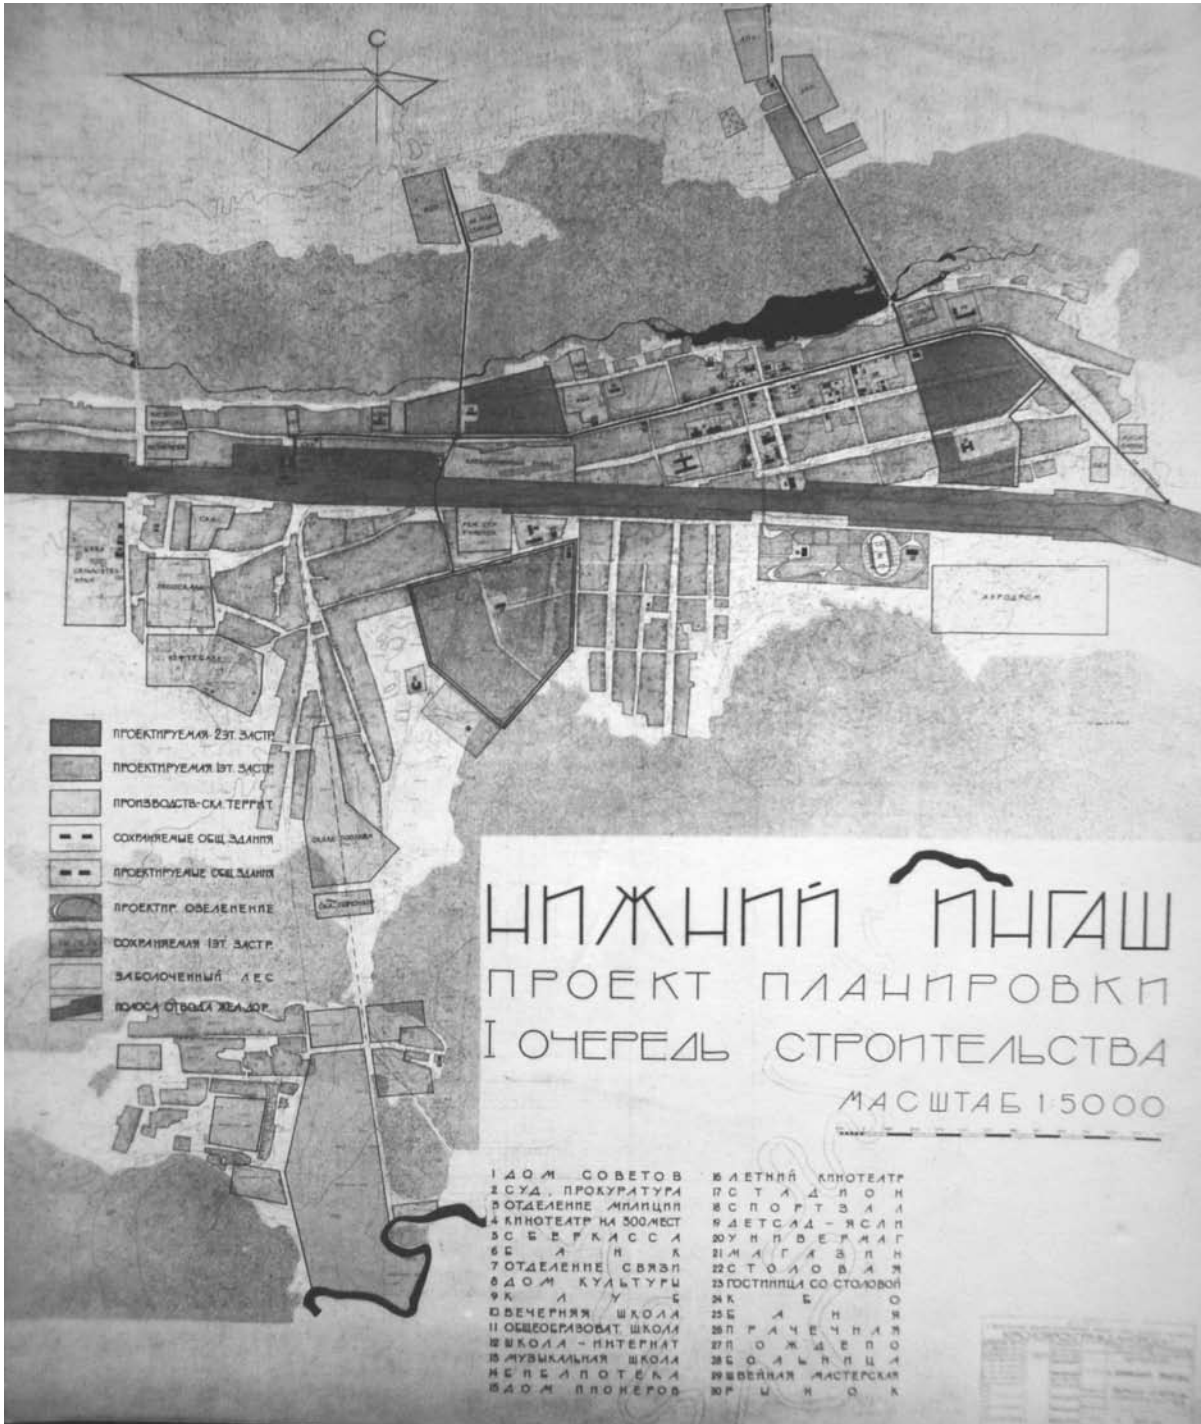 С
АЭРОДРОМ
СКЛАД ТОПЛИВА
НЕФТЕБАЗА
ПРОЕКТИРУЕМАЯ 2ЭТ. ЗАСТР.
ПРОЕКТИРУЕМАЯ 1ЭТ. ЗАСТР.
ПРОИЗВОДСТВ-СКЛ. ТЕРРИТ.
СОХРАНЯЕМЫЕ ОБЩ. ЗДАНИЯ
ПРОЕКТИРУЕМЫЕ ОБЩ. ЗДАНИЯ
ПРОЕКТИР. ОЗЕЛЕНЕНИЕ
СОХРАНЯЕМАЯ 1ЭТ. ЗАСТР.
ЗАБОЛОЧЕННЫЙ ЛЕС
ПОЛОСА ОТВОДА ЖЕЛ.ДОР.
НИЖНИЙ ИНГАШ
ПРОЕКТ ПЛАНИРОВКИ
I ОЧЕРЕДЬ СТРОИТЕЛЬСТВА
МАСШТАБ 1:5000
1 ДОМ СОВЕТОВ
2 СУД, ПРОКУРАТУРА
3 ОТДЕЛЕНИЕ МИЛИЦИИ
4 КИНОТЕАТР НА 300 МЕСТ
5 СБЕРКАССА
6 БАНК
7 ОТДЕЛЕНИЕ СВЯЗИ
8 ДОМ КУЛЬТУРЫ
9 КЛУБ
10 ВЕЧЕРНЯЯ ШКОЛА
11 ОБЩЕОБРАЗОВАТ. ШКОЛА
12 ШКОЛА - ИНТЕРНАТ
13 МУЗЫКАЛЬНАЯ ШКОЛА
14 БИБЛИОТЕКА
15 ДОМ ПИОНЕРОВ
16 ЛЕТНИЙ КИНОТЕАТР
17 СТАДИОН
18 СПОРТЗАЛ
19 ДЕТСАД - ЯСЛИ
20 УНИВЕРМАГ
21 МАГАЗИН
22 СТОЛОВАЯ
23 ГОСТИНИЦА СО СТОЛОВОЙ
24 КБО
25 БАНЯ
26 ПРАЧЕЧНАЯ
27 ПОЖДЕПО
28 БОЛЬНИЦА
29 ШВЕЙНАЯ МАСТЕРСКАЯ
30 РЫНОК